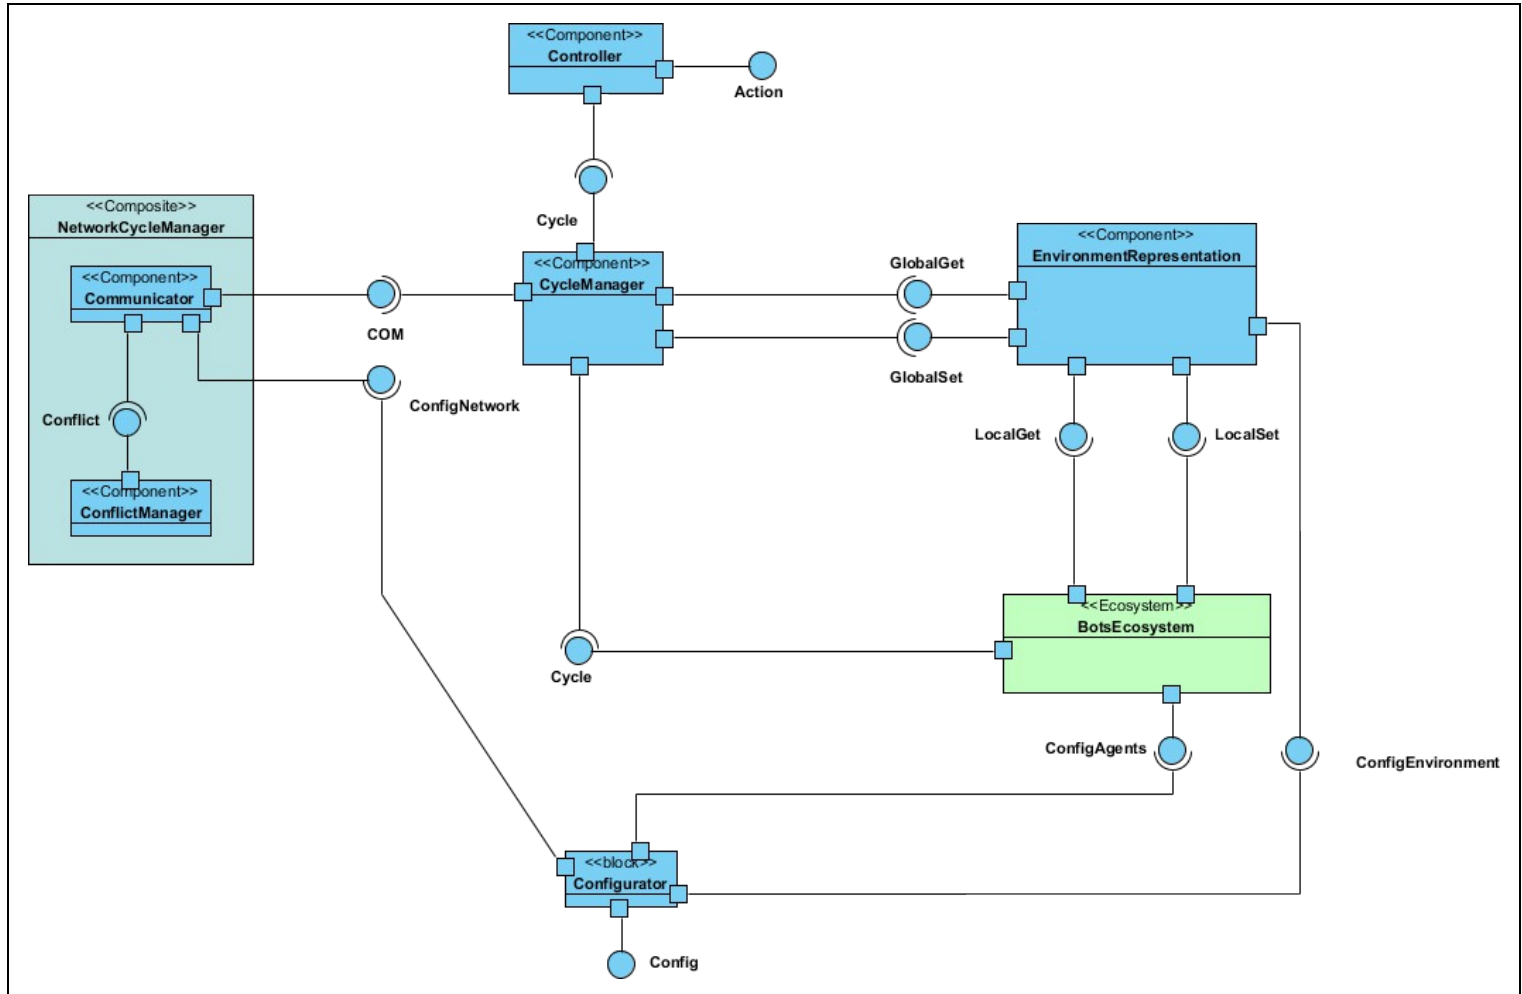 <<Component>>
Controller
Action
Cycle
<<Composite>>
NetworkCycleManager
<<Component>>
Communicator
COM
<<Component>>
CycleManager
GlobalGet
GlobalSet
<<Component>>
EnvironmentRepresentation
ConfigNetwork
Conflict
<<Component>>
ConflictManager
LocalGet
LocalSet
<<Ecosystem>>
BotsEcosystem
Cycle
ConfigAgents
ConfigEnvironment
<<block>>
Configurator
Config